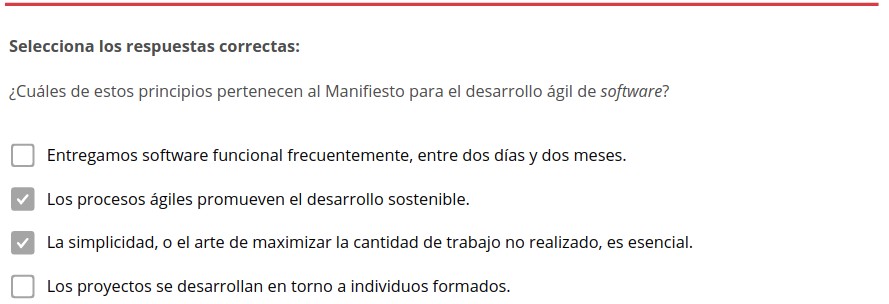 Selecciona los respuestas correctas:
¿Cuáles de estos principios pertenecen al Manifiesto para el desarrollo ágil de software?
Entregamos software funcional frecuentemente, entre dos días y dos meses.
Los procesos ágiles promueven el desarrollo sostenible.
La simplicidad, o el arte de maximizar la cantidad de trabajo no realizado, es esencial.
Los proyectos se desarrollan en torno a individuos formados.